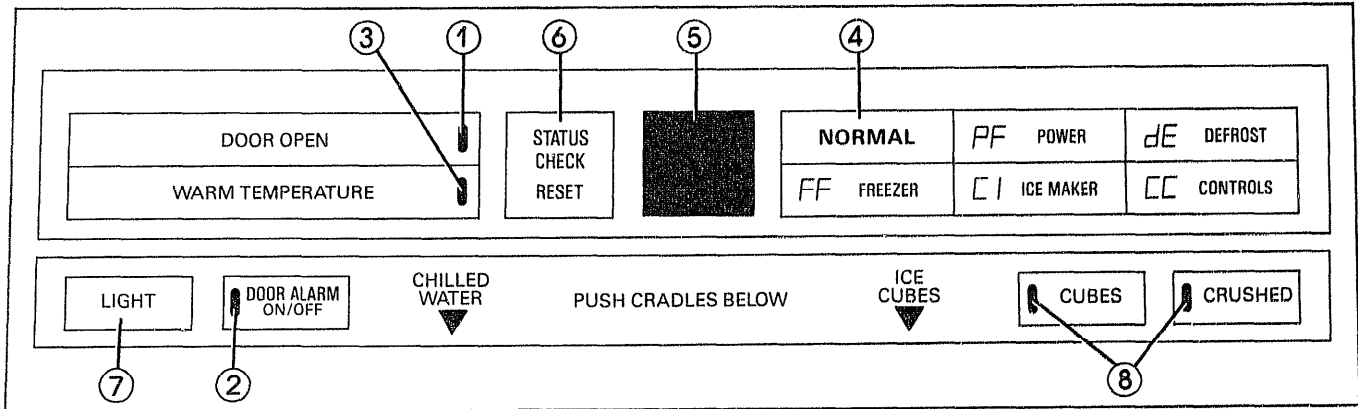 3 1 6 5 4
DOOR OPEN
WARM TEMPERATURE
STATUS
CHECK
RESET
NORMAL
PF POWER
dE DEFROST
FF FREEZER
CI ICE MAKER
CC CONTROLS
LIGHT
DOOR ALARM
ON/OFF
CHILLED
WATER
PUSH CRADLES BELOW
ICE
CUBES
CUBES
CRUSHED
7 2 8